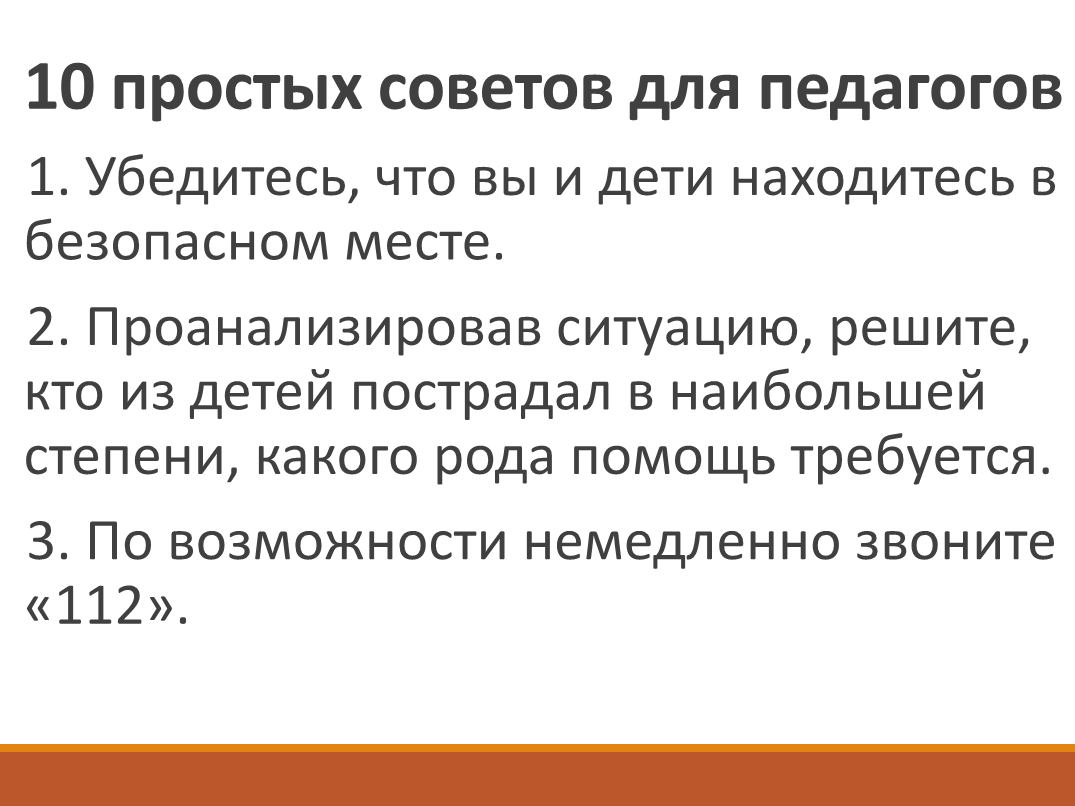 10 простых советов для педагогов
1. Убедитесь, что вы и дети находитесь в
безопасном месте.
2. Проанализировав ситуацию, решите,
кто из детей пострадал в наибольшей
степени, какого рода помощь требуется.
3. По возможности немедленно звоните
«112».